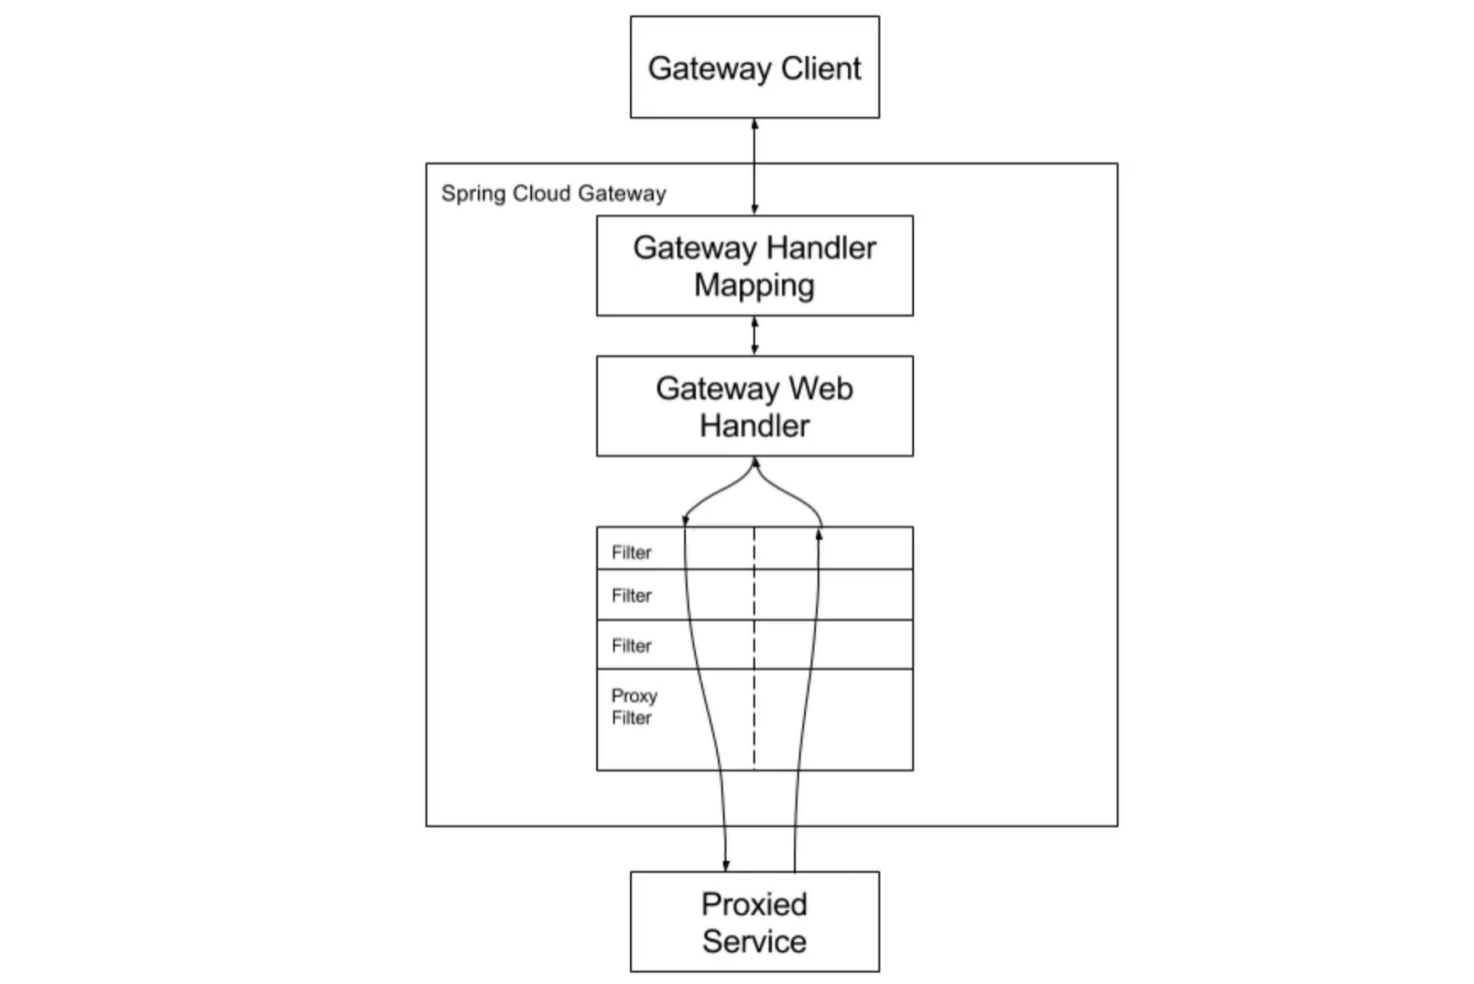 Gateway Client
Spring Cloud Gateway
Gateway Handler
Mapping
Gateway Web
Handler
Filter
Filter
Filter
Proxy
Filter
Proxied
Service